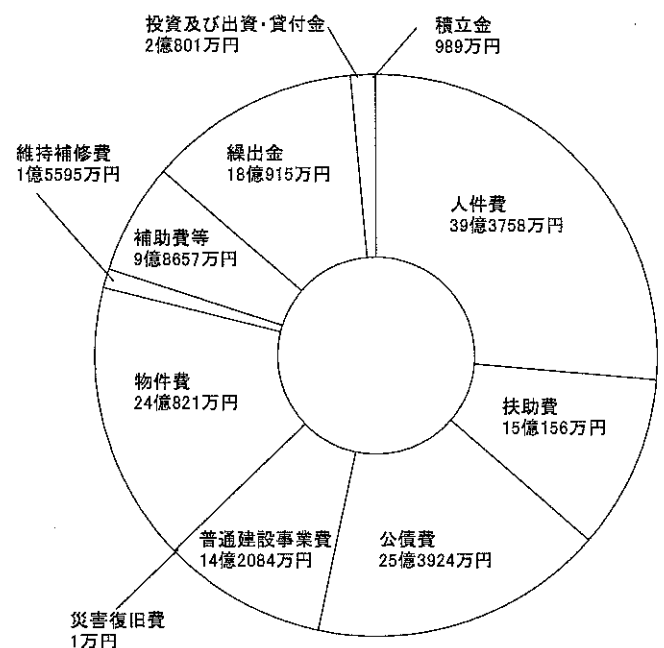 投資及び出資・貸付金
2億801万円
積立金
989万円
人件費
39億3758万円
扶助費
15億156万円
公債費
25億3924万円
普通建設事業費
14億2084万円
災害復旧費
1万円
物件費
24億821万円
維持補修費
1億5595万円
補助費等
9億8657万円
繰出金
18億915万円